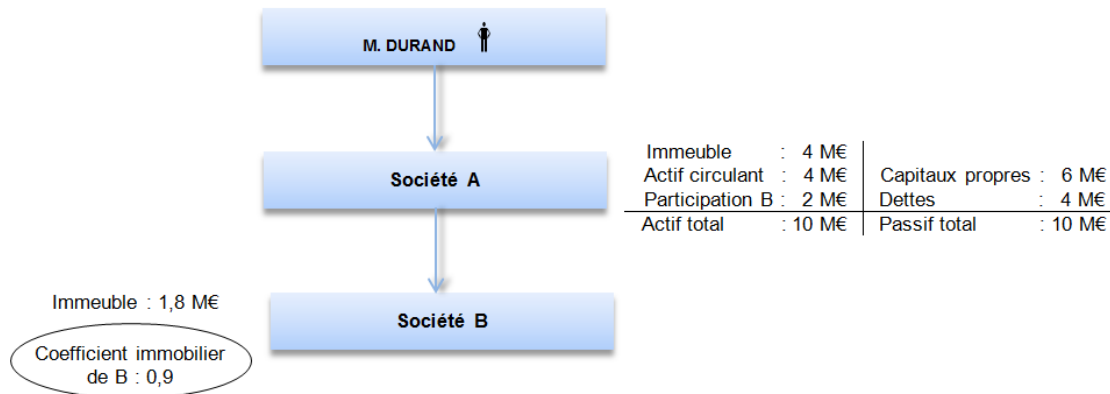 M. DURAND
Société A
Immeuble : 4 M€
Actif circulant : 4 M€ Capitaux propres : 6 M€
Participation B : 2 M€ Dettes : 4 M€
Actif total : 10 M€ Passif total : 10 M€
Immeuble : 1,8 M€
Société B
Coefficient immobilier
de B : 0,9